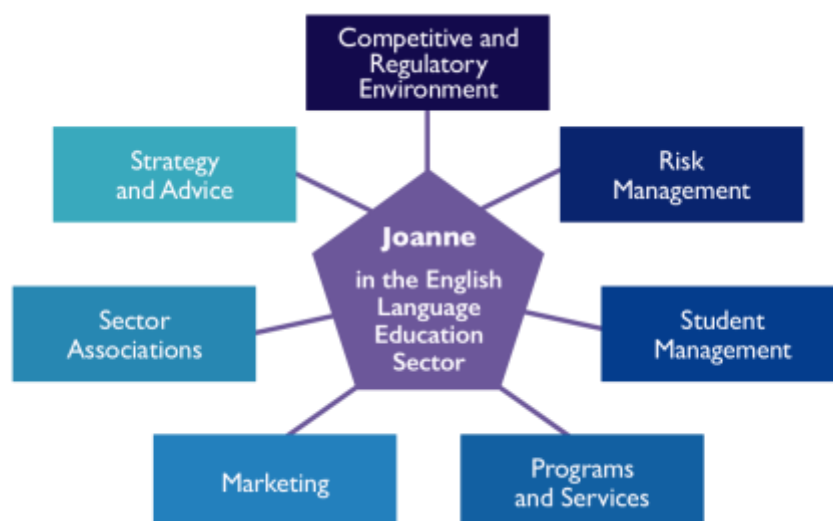 Competitive and
Regulatory
Environment
Strategy
and Advice
Risk
Management
Joanne
in the English
Language
Education
Sector
Sector
Associations
Student
Management
Marketing
Programs
and Services